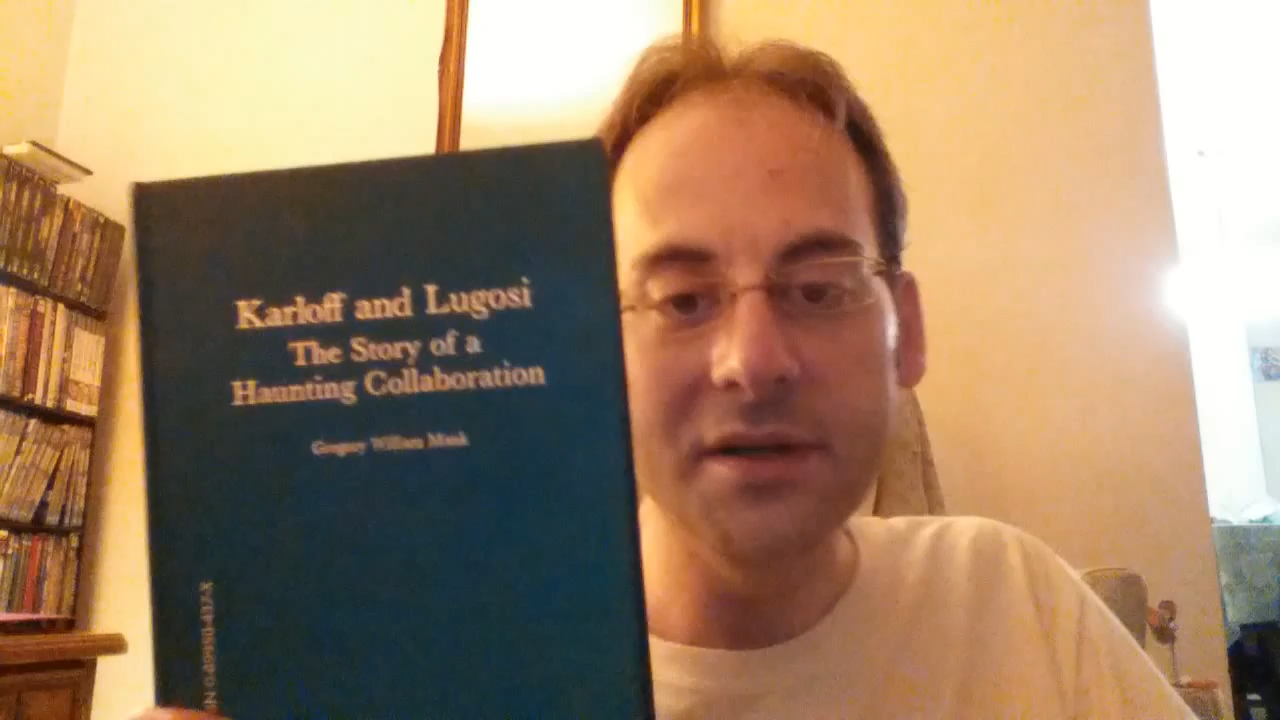 Karloff and Lugosi
The Story of a
Haunting Collaboration
Gregory William Mank